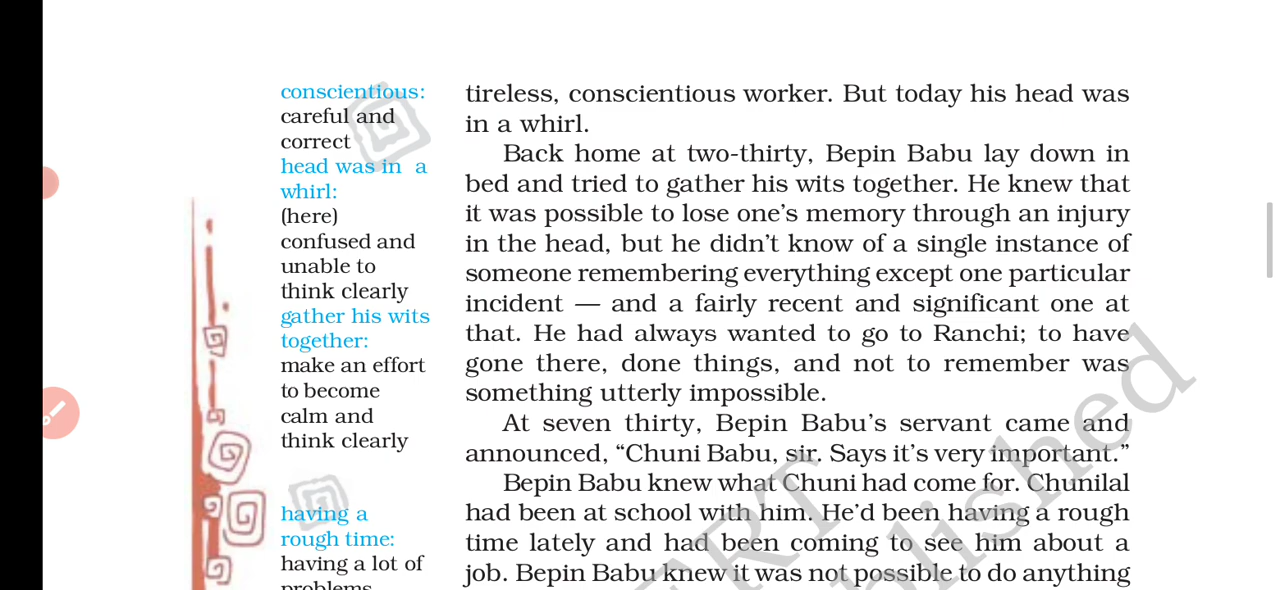 conscientious:
careful and
correct
head was in a
whirl:
(here)
confused and
unable to
think clearly
gather his wits
together:
make an effort
to become
calm and
think clearly
having a
rough time:
having a lot of
problems
tireless, conscientious worker. But today his head was
in a whirl.
Back home at two-thirty, Bepin Babu lay down in
bed and tried to gather his wits together. He knew that
it was possible to lose one’s memory through an injury
in the head, but he didn’t know of a single instance of
someone remembering everything except one particular
incident — and a fairly recent and significant one at
that. He had always wanted to go to Ranchi; to have
gone there, done things, and not to remember was
something utterly impossible.
At seven thirty, Bepin Babu’s servant came and
announced, “Chuni Babu, sir. Says it’s very important.”
Bepin Babu knew what Chuni had come for. Chunilal
had been at school with him. He’d been having a rough
time lately and had been coming to see him about a
job. Bepin Babu knew it was not possible to do anything